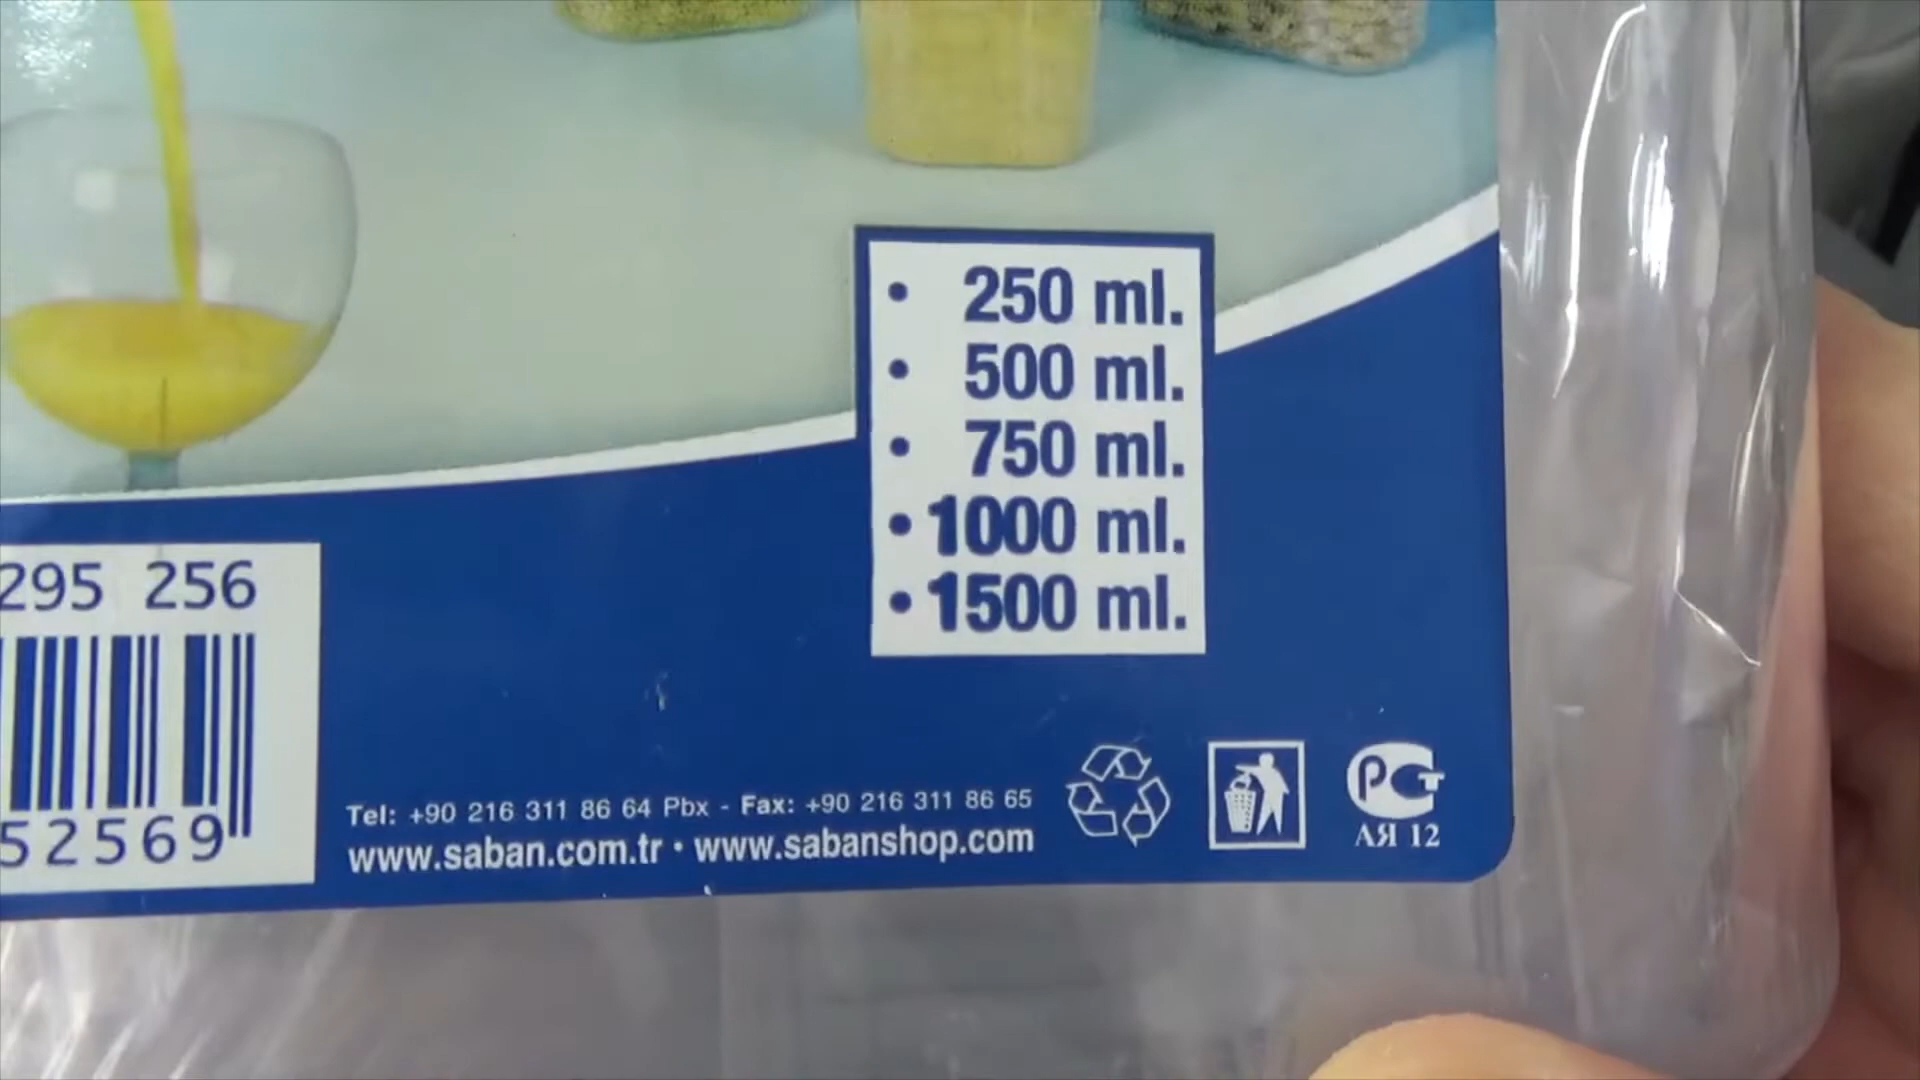 • 250 ml.
• 500 ml.
• 750 ml.
• 1000 ml.
• 1500 ml.
295 256
52569
Tel: +90 216 311 86 64 Pbx - Fax: +90 216 311 86 65
www.saban.com.tr • www.sabanshop.com
РСТ
АЯ 12